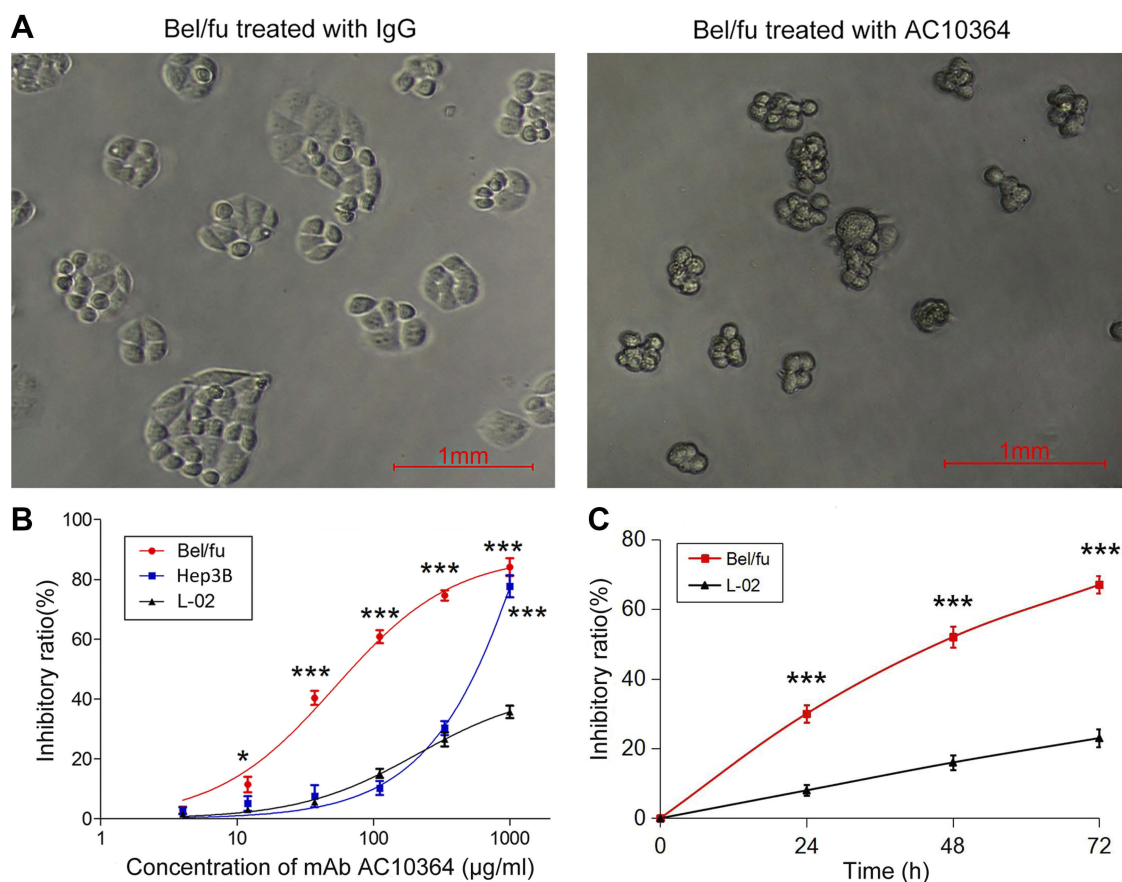 A
Bel/fu treated with IgG
Bel/fu treated with AC10364
1mm
1mm
B
100
80
60
40
20
0
Inhibitory ratio(%)
Bel/fu
Hep3B
L-02
*
***
***
***
***
***
1
10
100
1000
Concentration of mAb AC10364 (µg/ml)
C
80
60
40
20
0
Inhibitory ratio(%)
Bel/fu
L-02
***
***
***
0
24
48
72
Time (h)